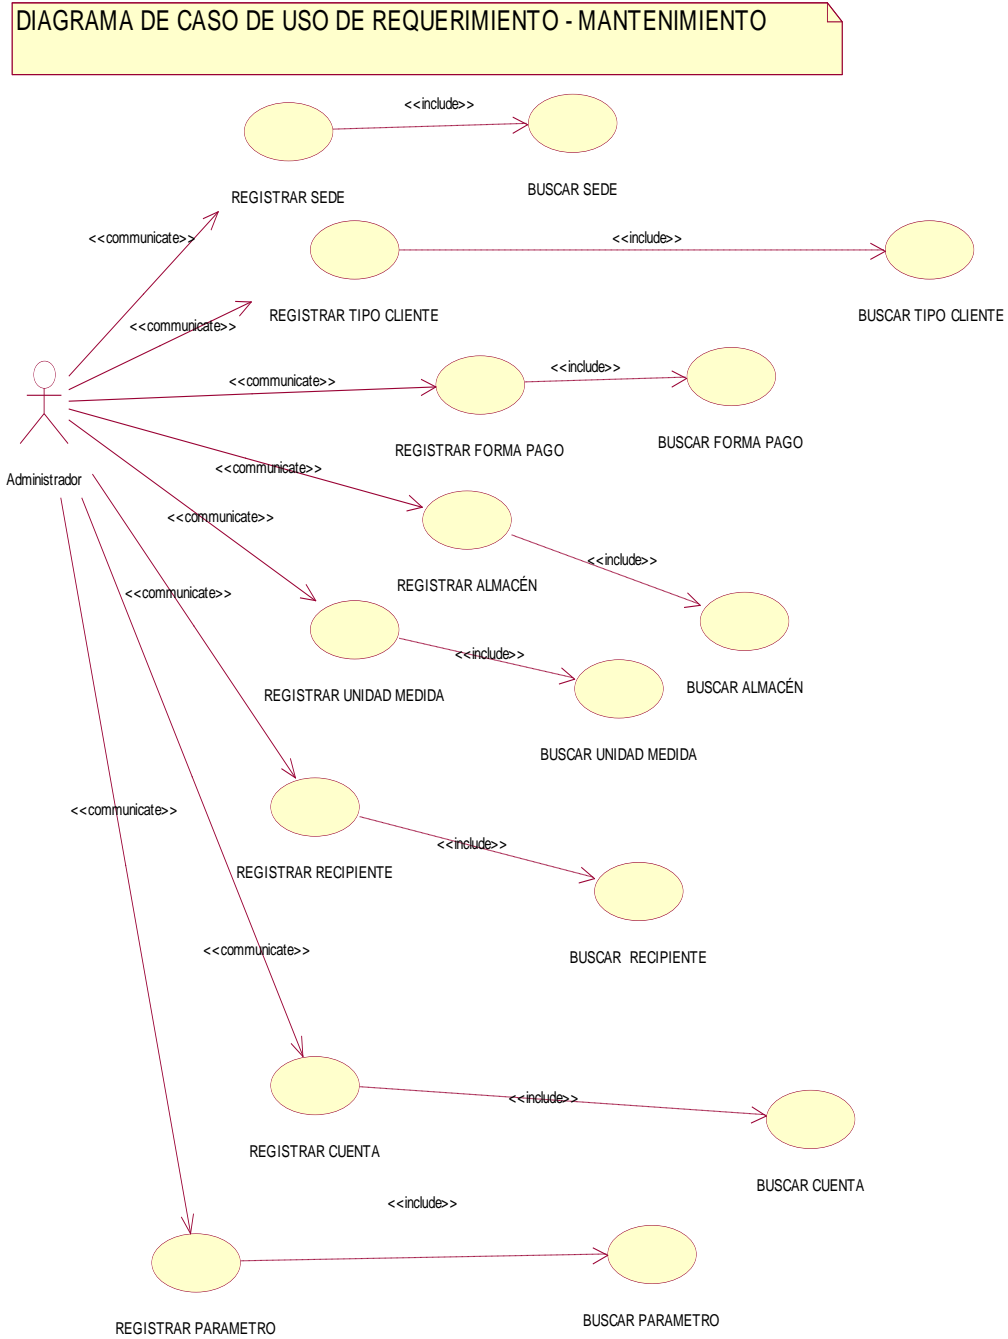 DIAGRAMA DE CASO DE USO DE REQUERIMIENTO - MANTENIMIENTO
<<include>>
REGISTRAR SEDE
BUSCAR SEDE
<<communicate>>
<<include>>
REGISTRAR TIPO CLIENTE
BUSCAR TIPO CLIENTE
<<communicate>>
<<communicate>>
<<include>>
REGISTRAR FORMA PAGO
BUSCAR FORMA PAGO
Administrador
<<communicate>>
<<communicate>>
<<include>>
REGISTRAR ALMACÉN
<<communicate>>
<<include>>
BUSCAR ALMACÉN
REGISTRAR UNIDAD MEDIDA
BUSCAR UNIDAD MEDIDA
<<communicate>>
<<include>>
REGISTRAR RECIPIENTE
BUSCAR  RECIPIENTE
<<communicate>>
<<include>>
REGISTRAR CUENTA
BUSCAR CUENTA
<<include>>
REGISTRAR PARAMETRO
BUSCAR PARAMETRO